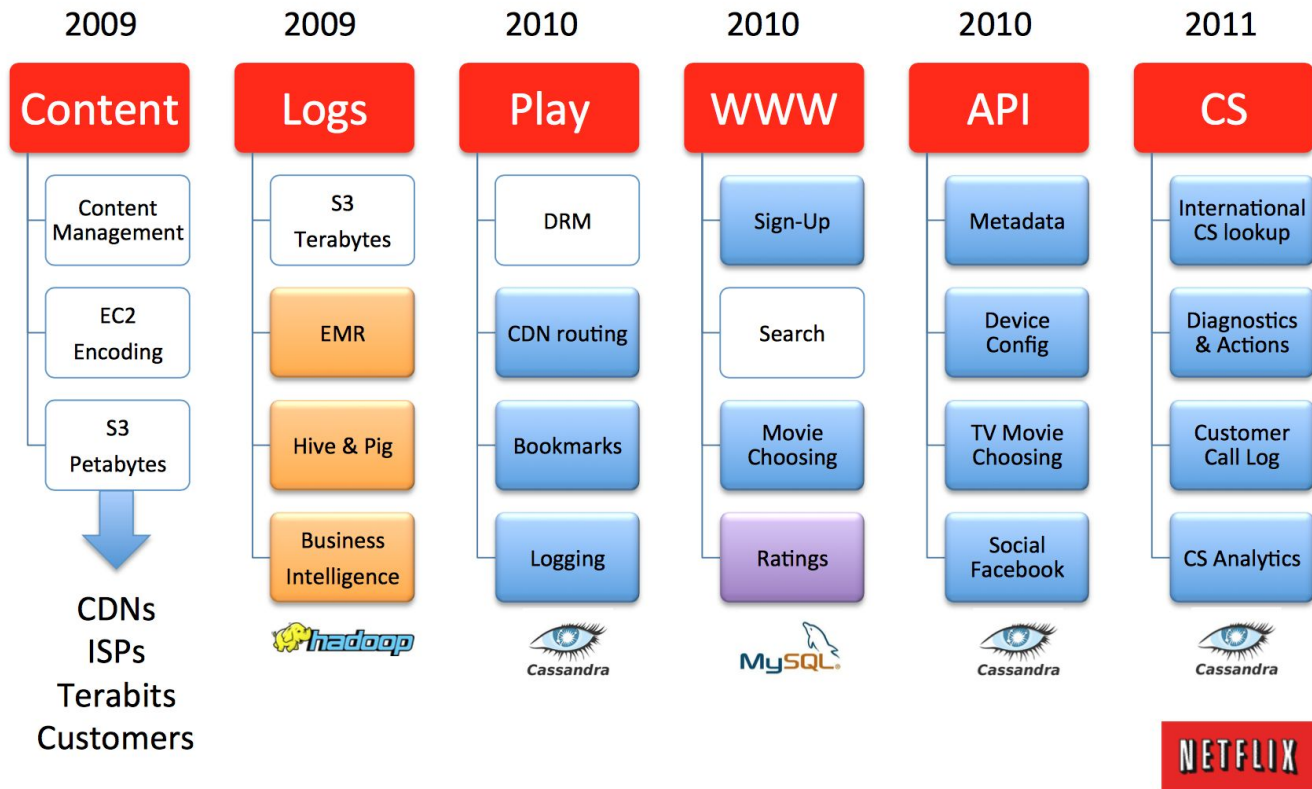 2009
Content
Content
Management
EC2
Encoding
S3
Petabytes
CDNs
ISPs
Terabits
Customers
2009
Logs
S3
Terabytes
EMR
Hive & Pig
Business
Intelligence
hadoop
2010
Play
DRM
CDN routing
Bookmarks
Logging
Cassandra
2010
WWW
Sign-Up
Search
Movie
Choosing
Ratings
MySQL®
2010
API
Metadata
Device
Config
TV Movie
Choosing
Social
Facebook
Cassandra
2011
CS
International
CS lookup
Diagnostics
& Actions
Customer
Call Log
CS Analytics
Cassandra
NETFLIX